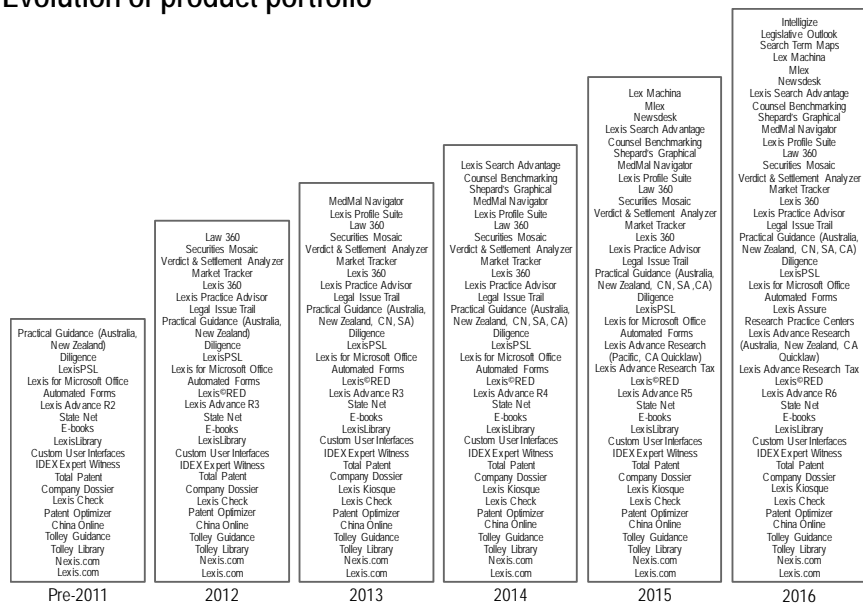 Evolution of product portfolio
Practical Guidance (Australia,
New Zealand)
Diligence
LexisPSL
Lexis for Microsoft Office
Automated Forms
Lexis Advance R2
State Net
E-books
LexisLibrary
Custom User Interfaces
IDEX Expert Witness
Total Patent
Company Dossier
Lexis Check
Patent Optimizer
China Online
Tolley Guidance
Tolley Library
Nexis.com
Lexis.com
Pre-2011
Law 360
Securities Mosaic
Verdict & Settlement Analyzer
Market Tracker
Lexis 360
Lexis Practice Advisor
Legal Issue Trail
Practical Guidance (Australia,
New Zealand)
Diligence
LexisPSL
Lexis for Microsoft Office
Automated Forms
Lexis©RED
Lexis Advance R3
State Net
E-books
LexisLibrary
Custom User Interfaces
IDEX Expert Witness
Total Patent
Company Dossier
Lexis Check
Patent Optimizer
China Online
Tolley Guidance
Tolley Library
Nexis.com
Lexis.com
2012
MedMal Navigator
Lexis Profile Suite
Law 360
Securities Mosaic
Verdict & Settlement Analyzer
Market Tracker
Lexis 360
Lexis Practice Advisor
Legal Issue Trail
Practical Guidance (Australia,
New Zealand, CN, SA)
Diligence
LexisPSL
Lexis for Microsoft Office
Automated Forms
Lexis©RED
Lexis Advance R3
State Net
E-books
LexisLibrary
Custom User Interfaces
IDEX Expert Witness
Total Patent
Company Dossier
Lexis Kiosque
Lexis Check
Patent Optimizer
China Online
Tolley Guidance
Tolley Library
Nexis.com
Lexis.com
2013
Lexis Search Advantage
Counsel Benchmarking
Shepard's Graphical
MedMal Navigator
Lexis Profile Suite
Law 360
Securities Mosaic
Verdict & Settlement Analyzer
Market Tracker
Lexis 360
Lexis Practice Advisor
Legal Issue Trail
Practical Guidance (Australia,
New Zealand, CN, SA, CA)
Diligence
LexisPSL
Lexis for Microsoft Office
Automated Forms
Lexis©RED
Lexis Advance R4
State Net
E-books
LexisLibrary
Custom User Interfaces
IDEX Expert Witness
Total Patent
Company Dossier
Lexis Kiosque
Lexis Check
Patent Optimizer
China Online
Tolley Guidance
Tolley Library
Nexis.com
Lexis.com
2014
Lex Machina
Mlex
Newsdesk
Lexis Search Advantage
Counsel Benchmarking
Shepard's Graphical
MedMal Navigator
Lexis Profile Suite
Law 360
Securities Mosaic
Verdict & Settlement Analyzer
Market Tracker
Lexis 360
Lexis Practice Advisor
Legal Issue Trail
Practical Guidance (Australia,
New Zealand, CN, SA ,CA)
Diligence
LexisPSL
Lexis for Microsoft Office
Automated Forms
Lexis Advance Research
(Pacific, CA Quicklaw)
Lexis Advance Research Tax
Lexis©RED
Lexis Advance R5
State Net
E-books
LexisLibrary
Custom User Interfaces
IDEX Expert Witness
Total Patent
Company Dossier
Lexis Kiosque
Lexis Check
Patent Optimizer
China Online
Tolley Guidance
Tolley Library
Nexis.com
Lexis.com
2015
Intelligize
Legislative Outlook
Search Term Maps
Lex Machina
Mlex
Newsdesk
Lexis Search Advantage
Counsel Benchmarking
Shepard's Graphical
MedMal Navigator
Lexis Profile Suite
Law 360
Securities Mosaic
Verdict & Settlement Analyzer
Market Tracker
Lexis 360
Lexis Practice Advisor
Legal Issue Trail
Practical Guidance (Australia,
New Zealand, CN, SA, CA)
Diligence
LexisPSL
Lexis for Microsoft Office
Automated Forms
Lexis Assure
Research Practice Centers
Lexis Advance Research
(Australia, New Zealand, CA
Quicklaw)
Lexis Advance Research Tax
Lexis©RED
Lexis Advance R6
State Net
E-books
LexisLibrary
Custom User Interfaces
IDEX Expert Witness
Total Patent
Company Dossier
Lexis Kiosque
Lexis Check
Patent Optimizer
China Online
Tolley Guidance
Tolley Library
Nexis.com
Lexis.com
2016